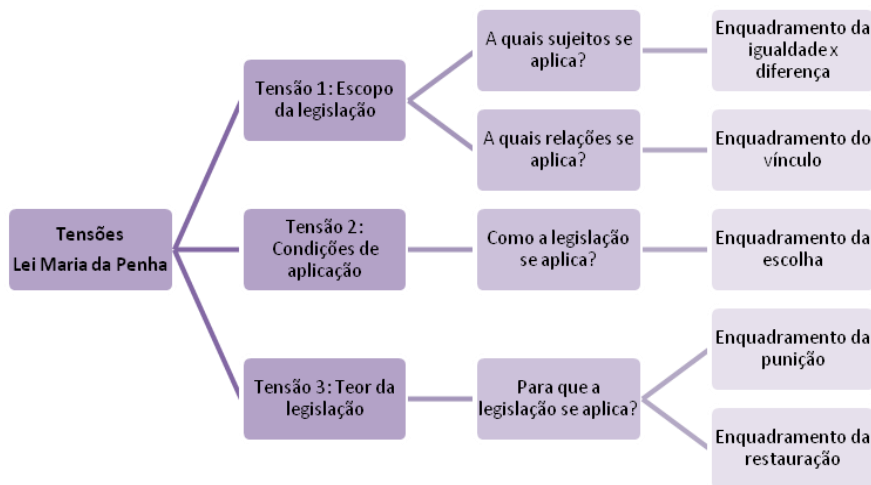 Tensões
Lei Maria da Penha
Tensão 1: Escopo
da legislação
A quais sujeitos se
aplica?
Enquadramento da
igualdade x
diferença
A quais relações se
aplica?
Enquadramento do
vínculo
Tensão 2:
Condições de
aplicação
Como a legislação
se aplica?
Enquadramento da
escolha
Tensão 3: Teor da
legislação
Para que a
legislação se aplica?
Enquadramento da
punição
Enquadramento da
restauração